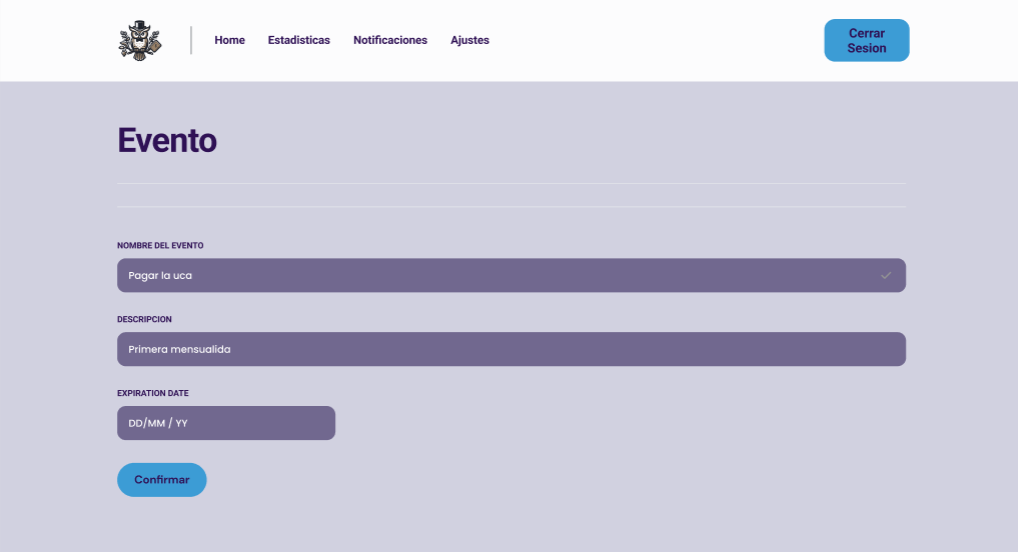 Home Estadisticas Notificaciones Ajustes
Cerrar
Sesion
Evento
NOMBRE DEL EVENTO
Pagar la uca
DESCRIPCION
Primera mensualida
EXPIRATION DATE
DD/MM / YY
Confirmar